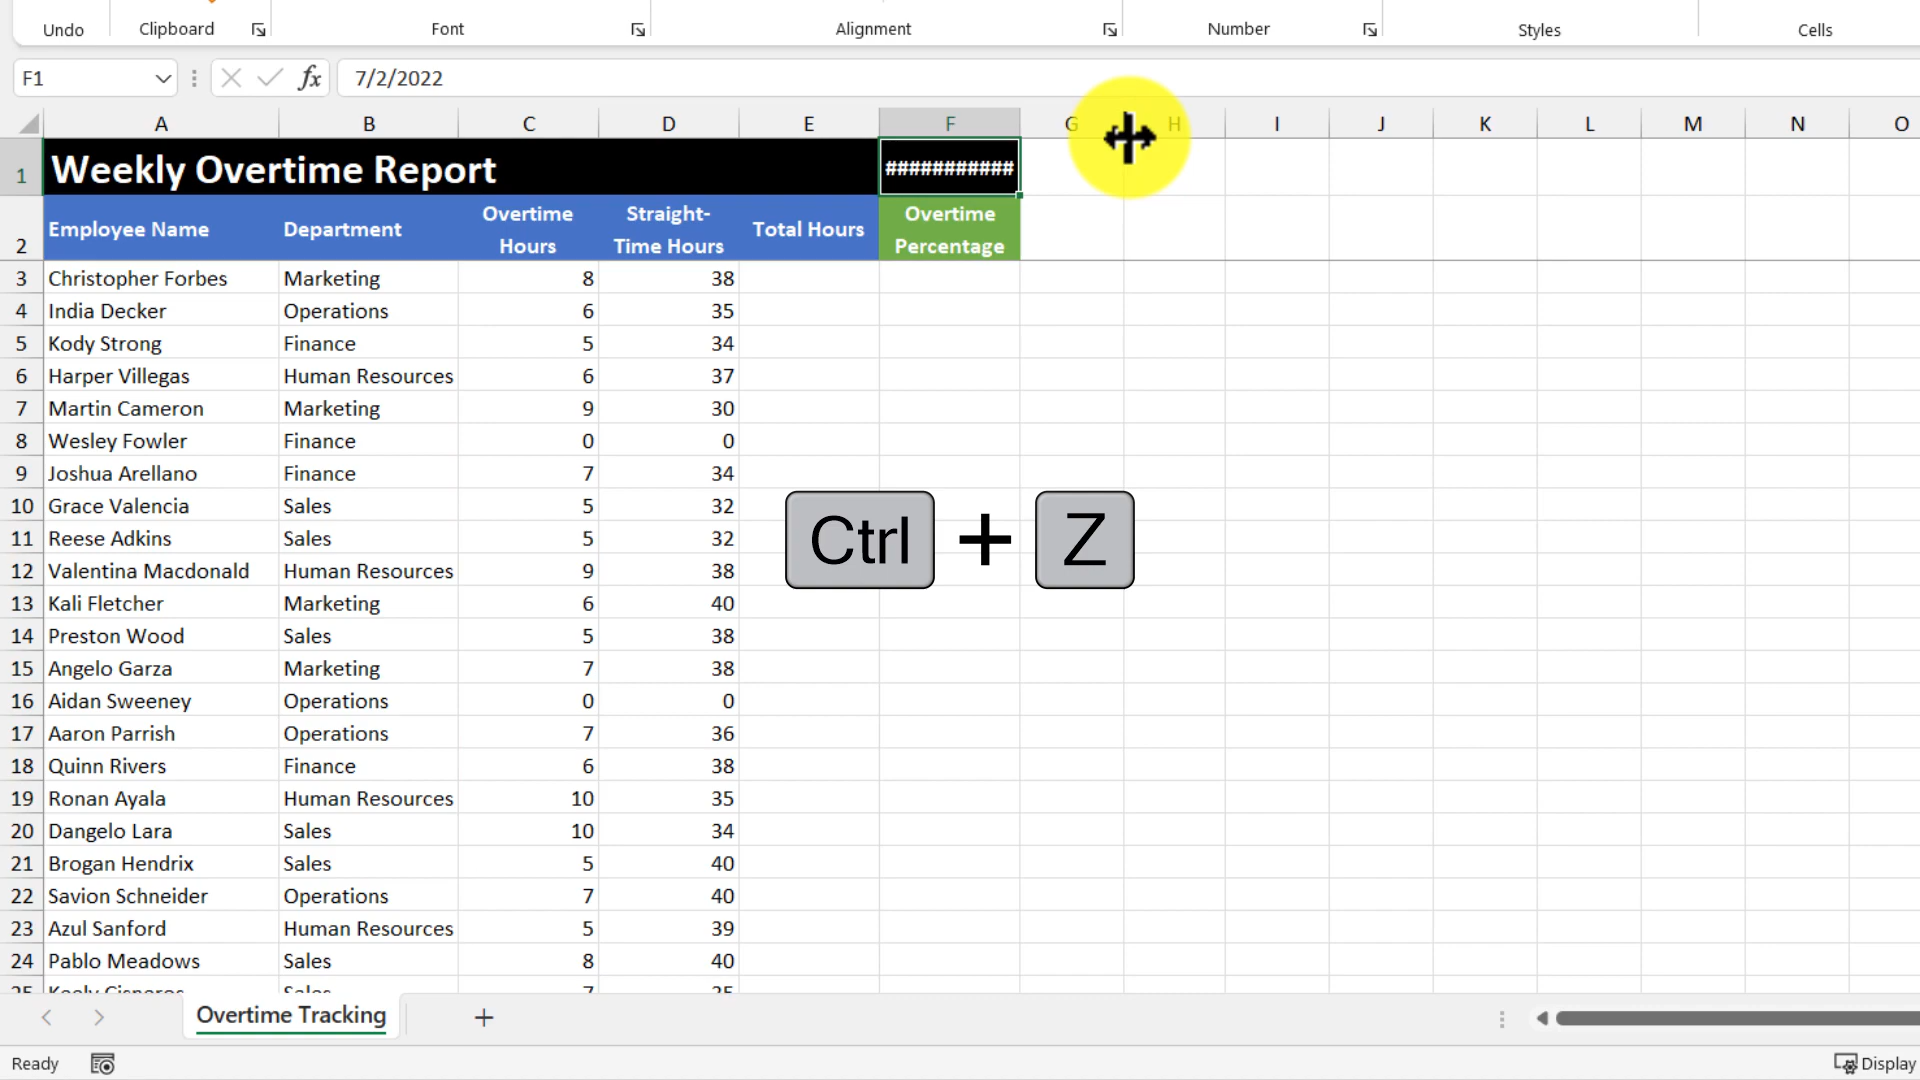 Undo Clipboard Font Alignment Number Styles Cells
F1 fx 7/2/2022
A B C D E F G H I J K L M N O
1 Weekly Overtime Report ###########
2 Employee Name Department Overtime Hours Straight-Time Hours Total Hours Overtime Percentage
3 Christopher Forbes Marketing 8 38
4 India Decker Operations 6 35
5 Kody Strong Finance 5 34
6 Harper Villegas Human Resources 6 37
7 Martin Cameron Marketing 9 30
8 Wesley Fowler Finance 0 0
9 Joshua Arellano Finance 7 34
10 Grace Valencia Sales 5 32
11 Reese Adkins Sales 5 32
Ctrl + Z
12 Valentina Macdonald Human Resources 9 38
13 Kali Fletcher Marketing 6 40
14 Preston Wood Sales 5 38
15 Angelo Garza Marketing 7 38
16 Aidan Sweeney Operations 0 0
17 Aaron Parrish Operations 7 36
18 Quinn Rivers Finance 6 38
19 Ronan Ayala Human Resources 10 35
20 Dangelo Lara Sales 10 34
21 Brogan Hendrix Sales 5 40
22 Savion Schneider Operations 7 40
23 Azul Sanford Human Resources 5 39
24 Pablo Meadows Sales 8 40
25 Keely Cisneros Sales 7 35
Overtime Tracking +
Ready Display